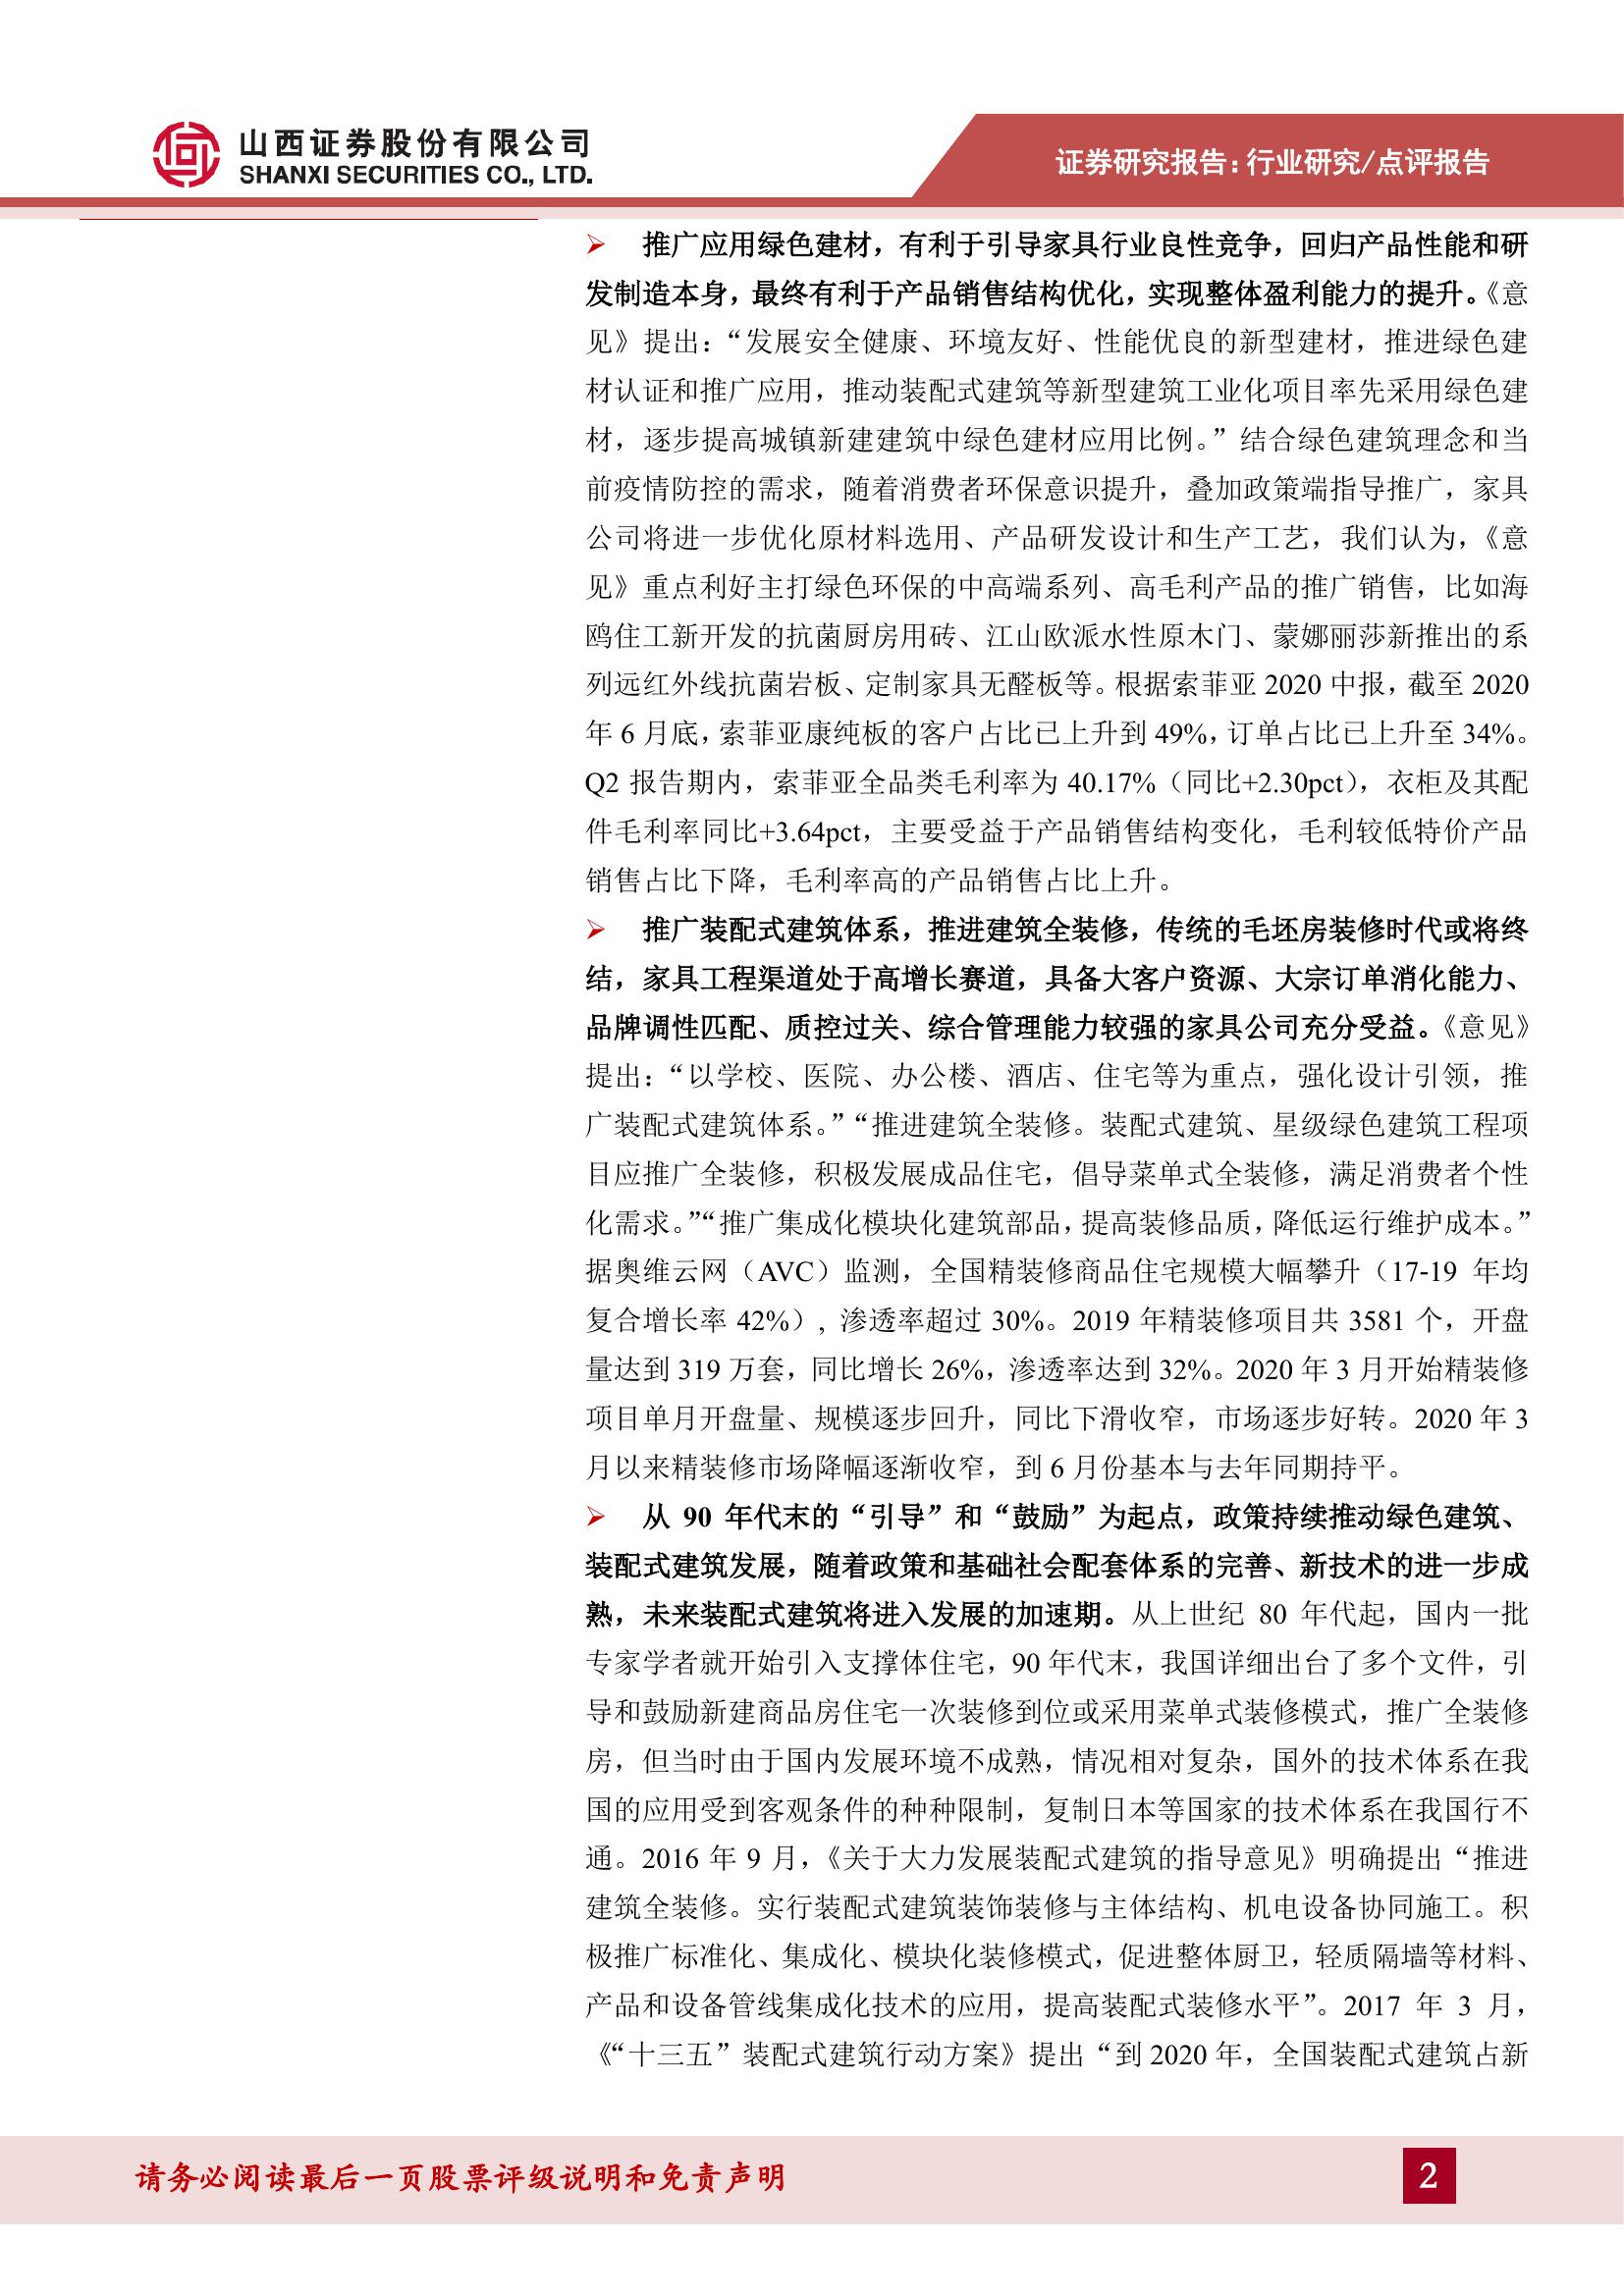 山西证券股份有限公司
SHANXI SECURITIES CO., LTD.
证券研究报告：行业研究/点评报告
➢ 推广应用绿色建材，有利于引导家具行业良性竞争，回归产品性能和研
发制造本身，最终有利于产品销售结构优化，实现整体盈利能力的提升。《意
见》提出：“发展安全健康、环境友好、性能优良的新型建材，推进绿色建
材认证和推广应用，推动装配式建筑等新型建筑工业化项目率先采用绿色建
材，逐步提高城镇新建建筑中绿色建材应用比例。”结合绿色建筑理念和当
前疫情防控的需求，随着消费者环保意识提升，叠加政策端指导推广，家具
公司将进一步优化原材料选用、产品研发设计和生产工艺，我们认为，《意
见》重点利好主打绿色环保的中高端系列、高毛利产品的推广销售，比如海
鸥住工新开发的抗菌厨房用砖、江山欧派水性原木门、蒙娜丽莎新推出的系
列远红外线抗菌岩板、定制家具无醛板等。根据索菲亚 2020 中报，截至 2020
年 6 月底，索菲亚康纯板的客户占比已上升到 49%，订单占比已上升至 34%。
Q2 报告期内，索菲亚全品类毛利率为 40.17%（同比+2.30pct），衣柜及其配
件毛利率同比+3.64pct，主要受益于产品销售结构变化，毛利较低特价产品
销售占比下降，毛利率高的产品销售占比上升。
➢ 推广装配式建筑体系，推进建筑全装修，传统的毛坯房装修时代或将终
结，家具工程渠道处于高增长赛道，具备大客户资源、大宗订单消化能力、
品牌调性匹配、质控过关、综合管理能力较强的家具公司充分受益。《意见》
提出：“以学校、医院、办公楼、酒店、住宅等为重点，强化设计引领，推
广装配式建筑体系。”“推进建筑全装修。装配式建筑、星级绿色建筑工程项
目应推广全装修，积极发展成品住宅，倡导菜单式全装修，满足消费者个性
化需求。”“推广集成化模块化建筑部品，提高装修品质，降低运行维护成本。”
据奥维云网（AVC）监测，全国精装修商品住宅规模大幅攀升（17-19 年均
复合增长率 42%）, 渗透率超过 30%。2019 年精装修项目共 3581 个，开盘
量达到 319 万套，同比增长 26%，渗透率达到 32%。2020 年 3 月开始精装修
项目单月开盘量、规模逐步回升，同比下滑收窄，市场逐步好转。2020 年 3
月以来精装修市场降幅逐渐收窄，到 6 月份基本与去年同期持平。
➢ 从 90 年代末的“引导”和“鼓励”为起点，政策持续推动绿色建筑、
装配式建筑发展，随着政策和基础社会配套体系的完善、新技术的进一步成
熟，未来装配式建筑将进入发展的加速期。从上世纪 80 年代起，国内一批
专家学者就开始引入支撑体住宅，90 年代末，我国详细出台了多个文件，引
导和鼓励新建商品房住宅一次装修到位或采用菜单式装修模式，推广全装修
房，但当时由于国内发展环境不成熟，情况相对复杂，国外的技术体系在我
国的应用受到客观条件的种种限制，复制日本等国家的技术体系在我国行不
通。2016 年 9 月，《关于大力发展装配式建筑的指导意见》明确提出“推进
建筑全装修。实行装配式建筑装饰装修与主体结构、机电设备协同施工。积
极推广标准化、集成化、模块化装修模式，促进整体厨卫，轻质隔墙等材料、
产品和设备管线集成化技术的应用，提高装配式装修水平”。2017 年 3 月，
《“十三五”装配式建筑行动方案》提出“到 2020 年，全国装配式建筑占新
请务必阅读最后一页股票评级说明和免责声明
2